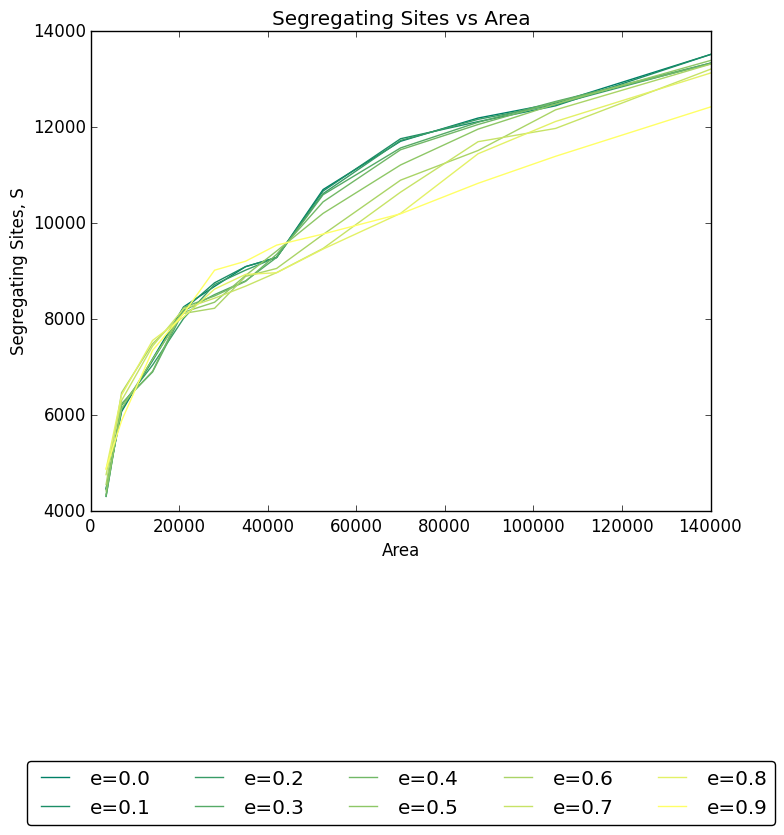 Segregating Sites vs Area
14000
12000
10000
8000
6000
4000
Segregating Sites, S
0 20000 40000 60000 80000 100000 120000 140000
Area
e=0.0 e=0.2 e=0.4 e=0.6 e=0.8
e=0.1 e=0.3 e=0.5 e=0.7 e=0.9